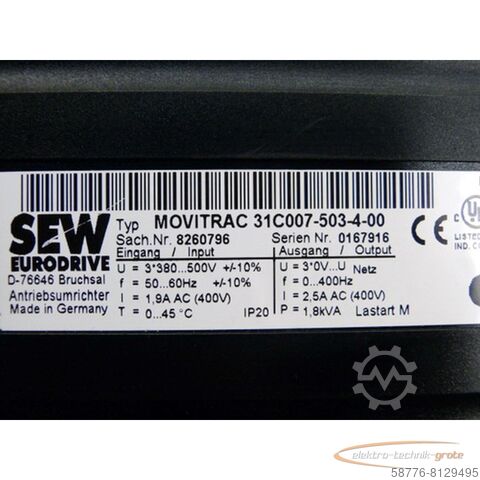 SEW
EURODRIVE
D-76646 Bruchsal
Antriebsumrichter
Made in Germany
Typ MOVITRAC 31C007-503-4-00
Sach.Nr. 8260796 Serien Nr. 0167916
Eingang / Input Ausgang / Output
U = 3*380...500V +/-10% U = 3*0V...U Netz
f = 50...60Hz +/-10% f = 0...400Hz
I = 1,9A AC (400V) I = 2,5A AC (400V)
T = 0...45 °C IP20 P = 1,8kVA Lastart M
CE
C UL
LISTED
IND. CO
elektro-technik-grote
58776-8129495